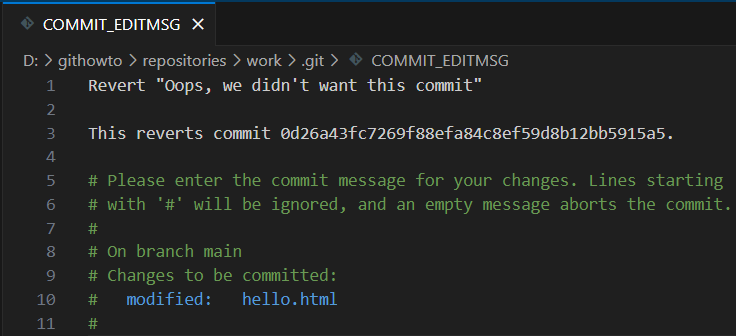 COMMIT_EDITMSG ×
D: > githowto > repositories > work > .git > COMMIT_EDITMSG
1 Revert "Oops, we didn't want this commit"
2
3 This reverts commit 0d26a43fc7269f88efa84c8ef59d8b12bb5915a5.
4
5 # Please enter the commit message for your changes. Lines starting
6 # with '#' will be ignored, and an empty message aborts the commit.
7 #
8 # On branch main
9 # Changes to be committed:
10 #   modified:   hello.html
11 #